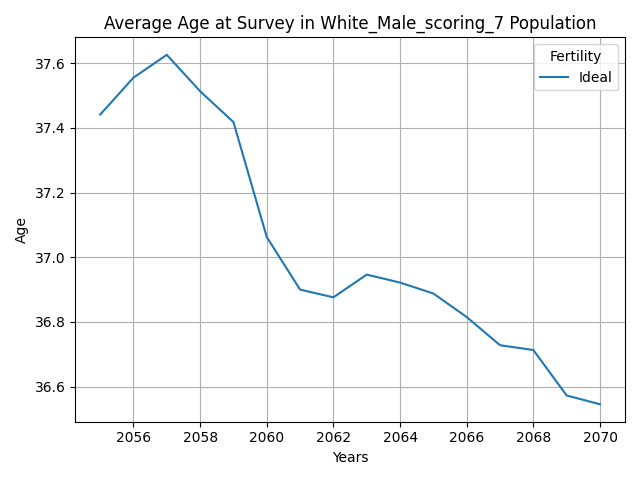 Average Age at Survey in White_Male_scoring_7 Population
Fertility
Ideal
37.6
37.4
37.2
37.0
36.8
36.6
Age
2056 2058 2060 2062 2064 2066 2068 2070
Years